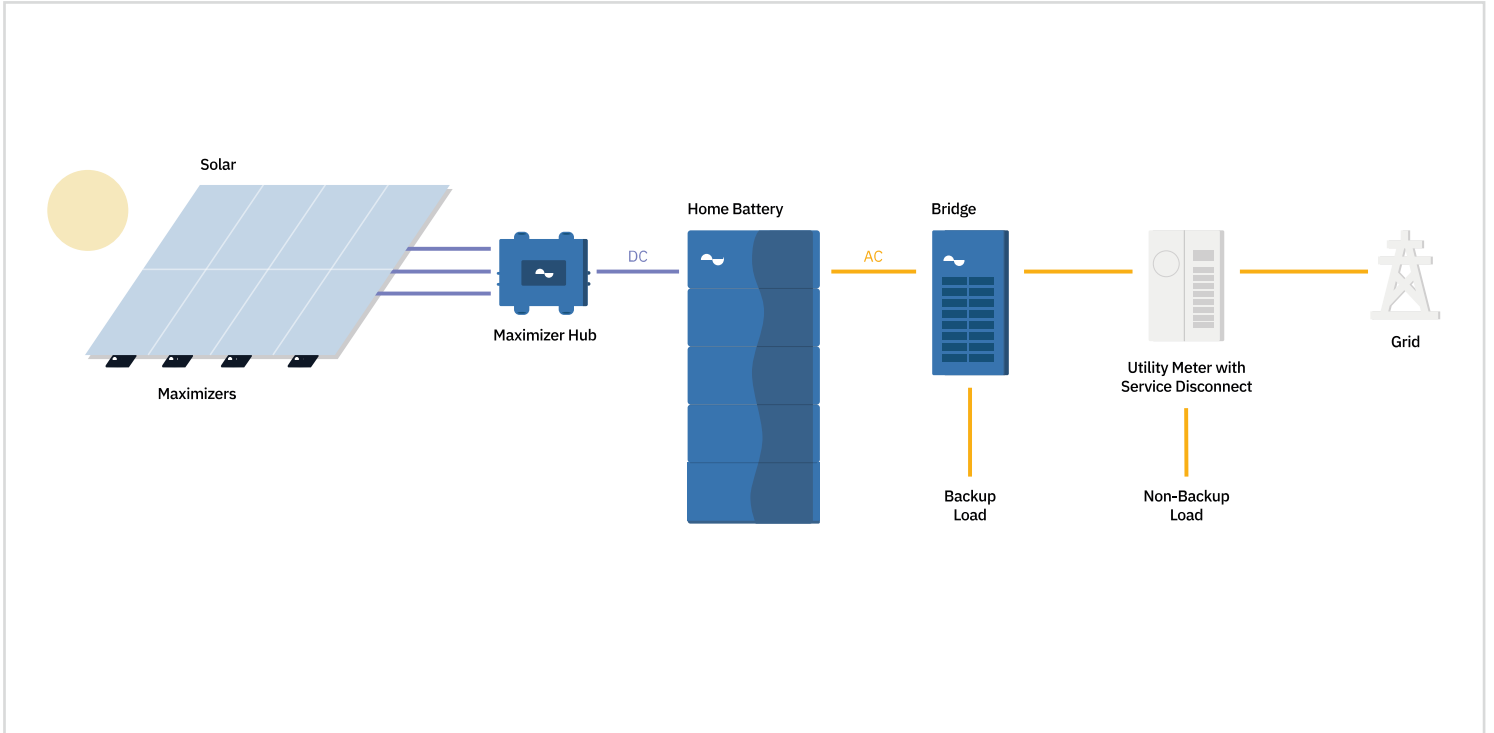 Solar
Maximizers
Maximizer Hub
DC
Home Battery
AC
Bridge
Backup
Load
Utility Meter with
Service Disconnect
Non-Backup
Load
Grid